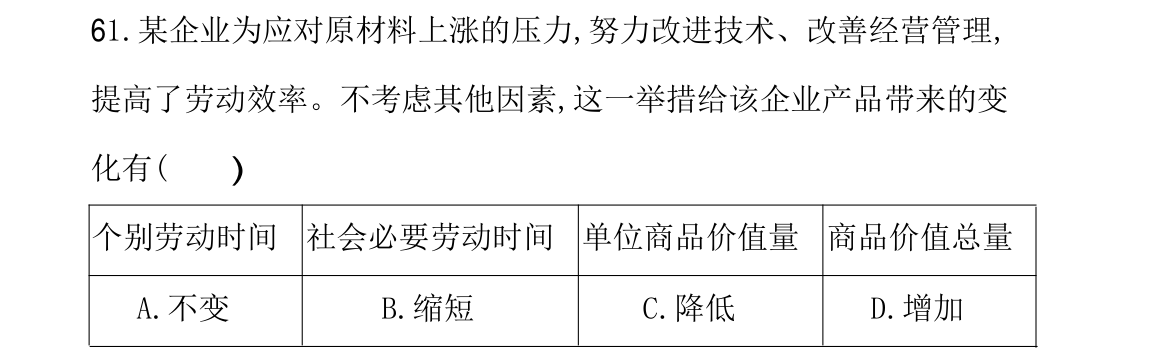 61.某企业为应对原材料上涨的压力,努力改进技术、改善经营管理,
提高了劳动效率。不考虑其他因素,这一举措给该企业产品带来的变
化有(　　)
个别劳动时间 社会必要劳动时间 单位商品价值量 商品价值总量
A.不变 B.缩短 C.降低 D.增加